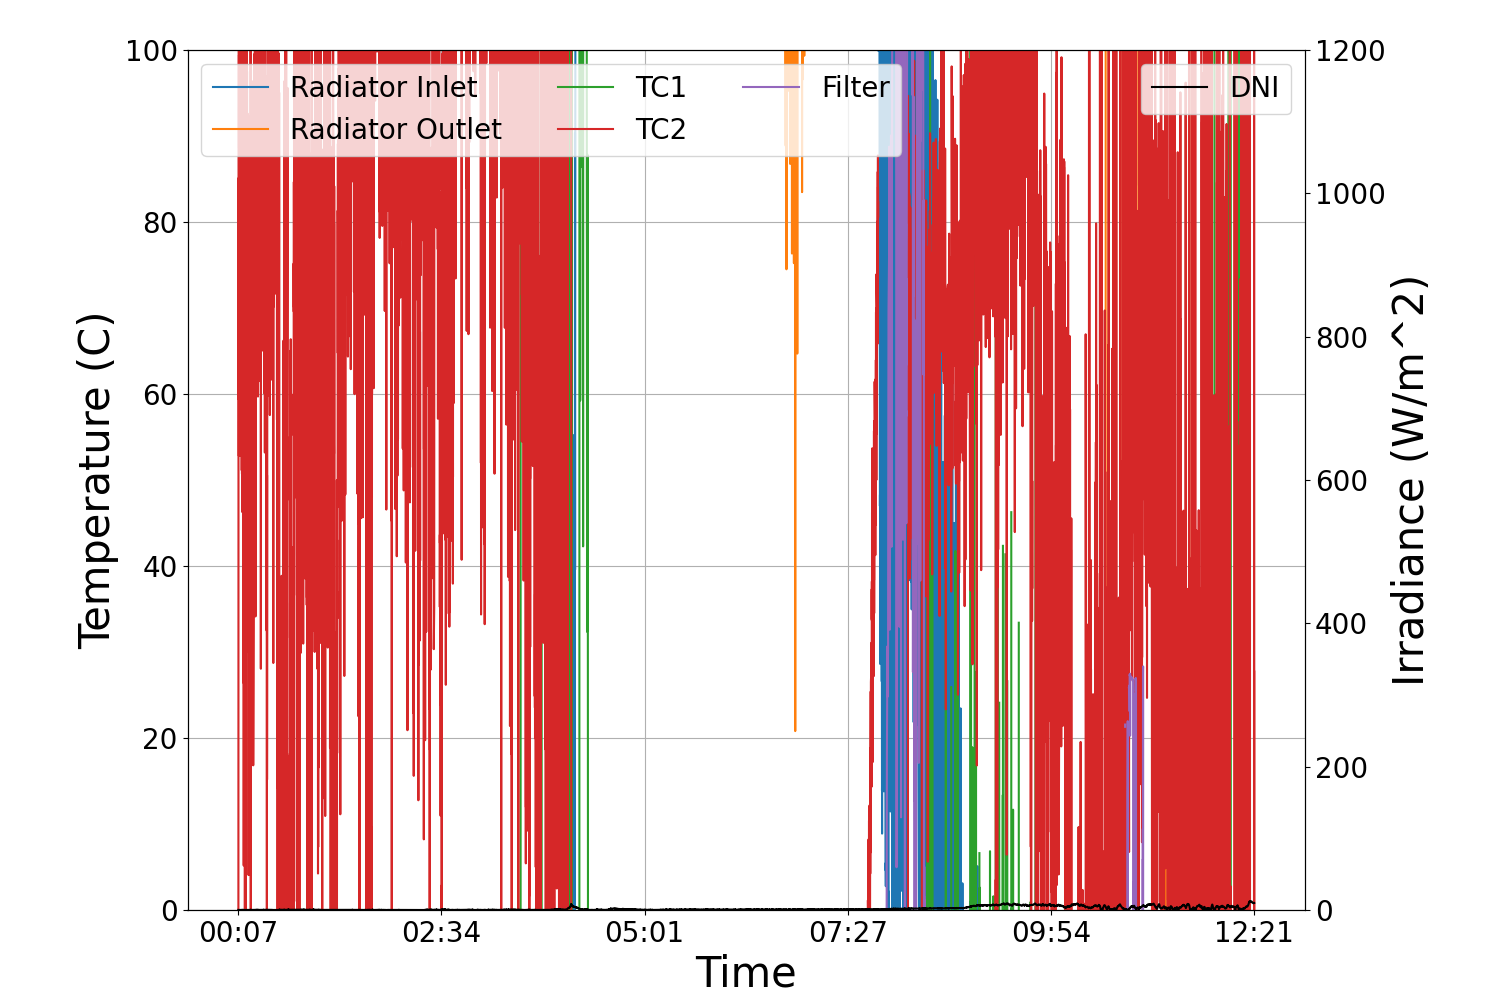 100
80
60
40
20
0
Temperature (C)
Radiator Inlet
Radiator Outlet
TC1
TC2
Filter
DNI
1200
1000
800
600
400
200
0
Irradiance (W/m^2)
00:07 02:34 05:01 07:27 09:54 12:21
Time